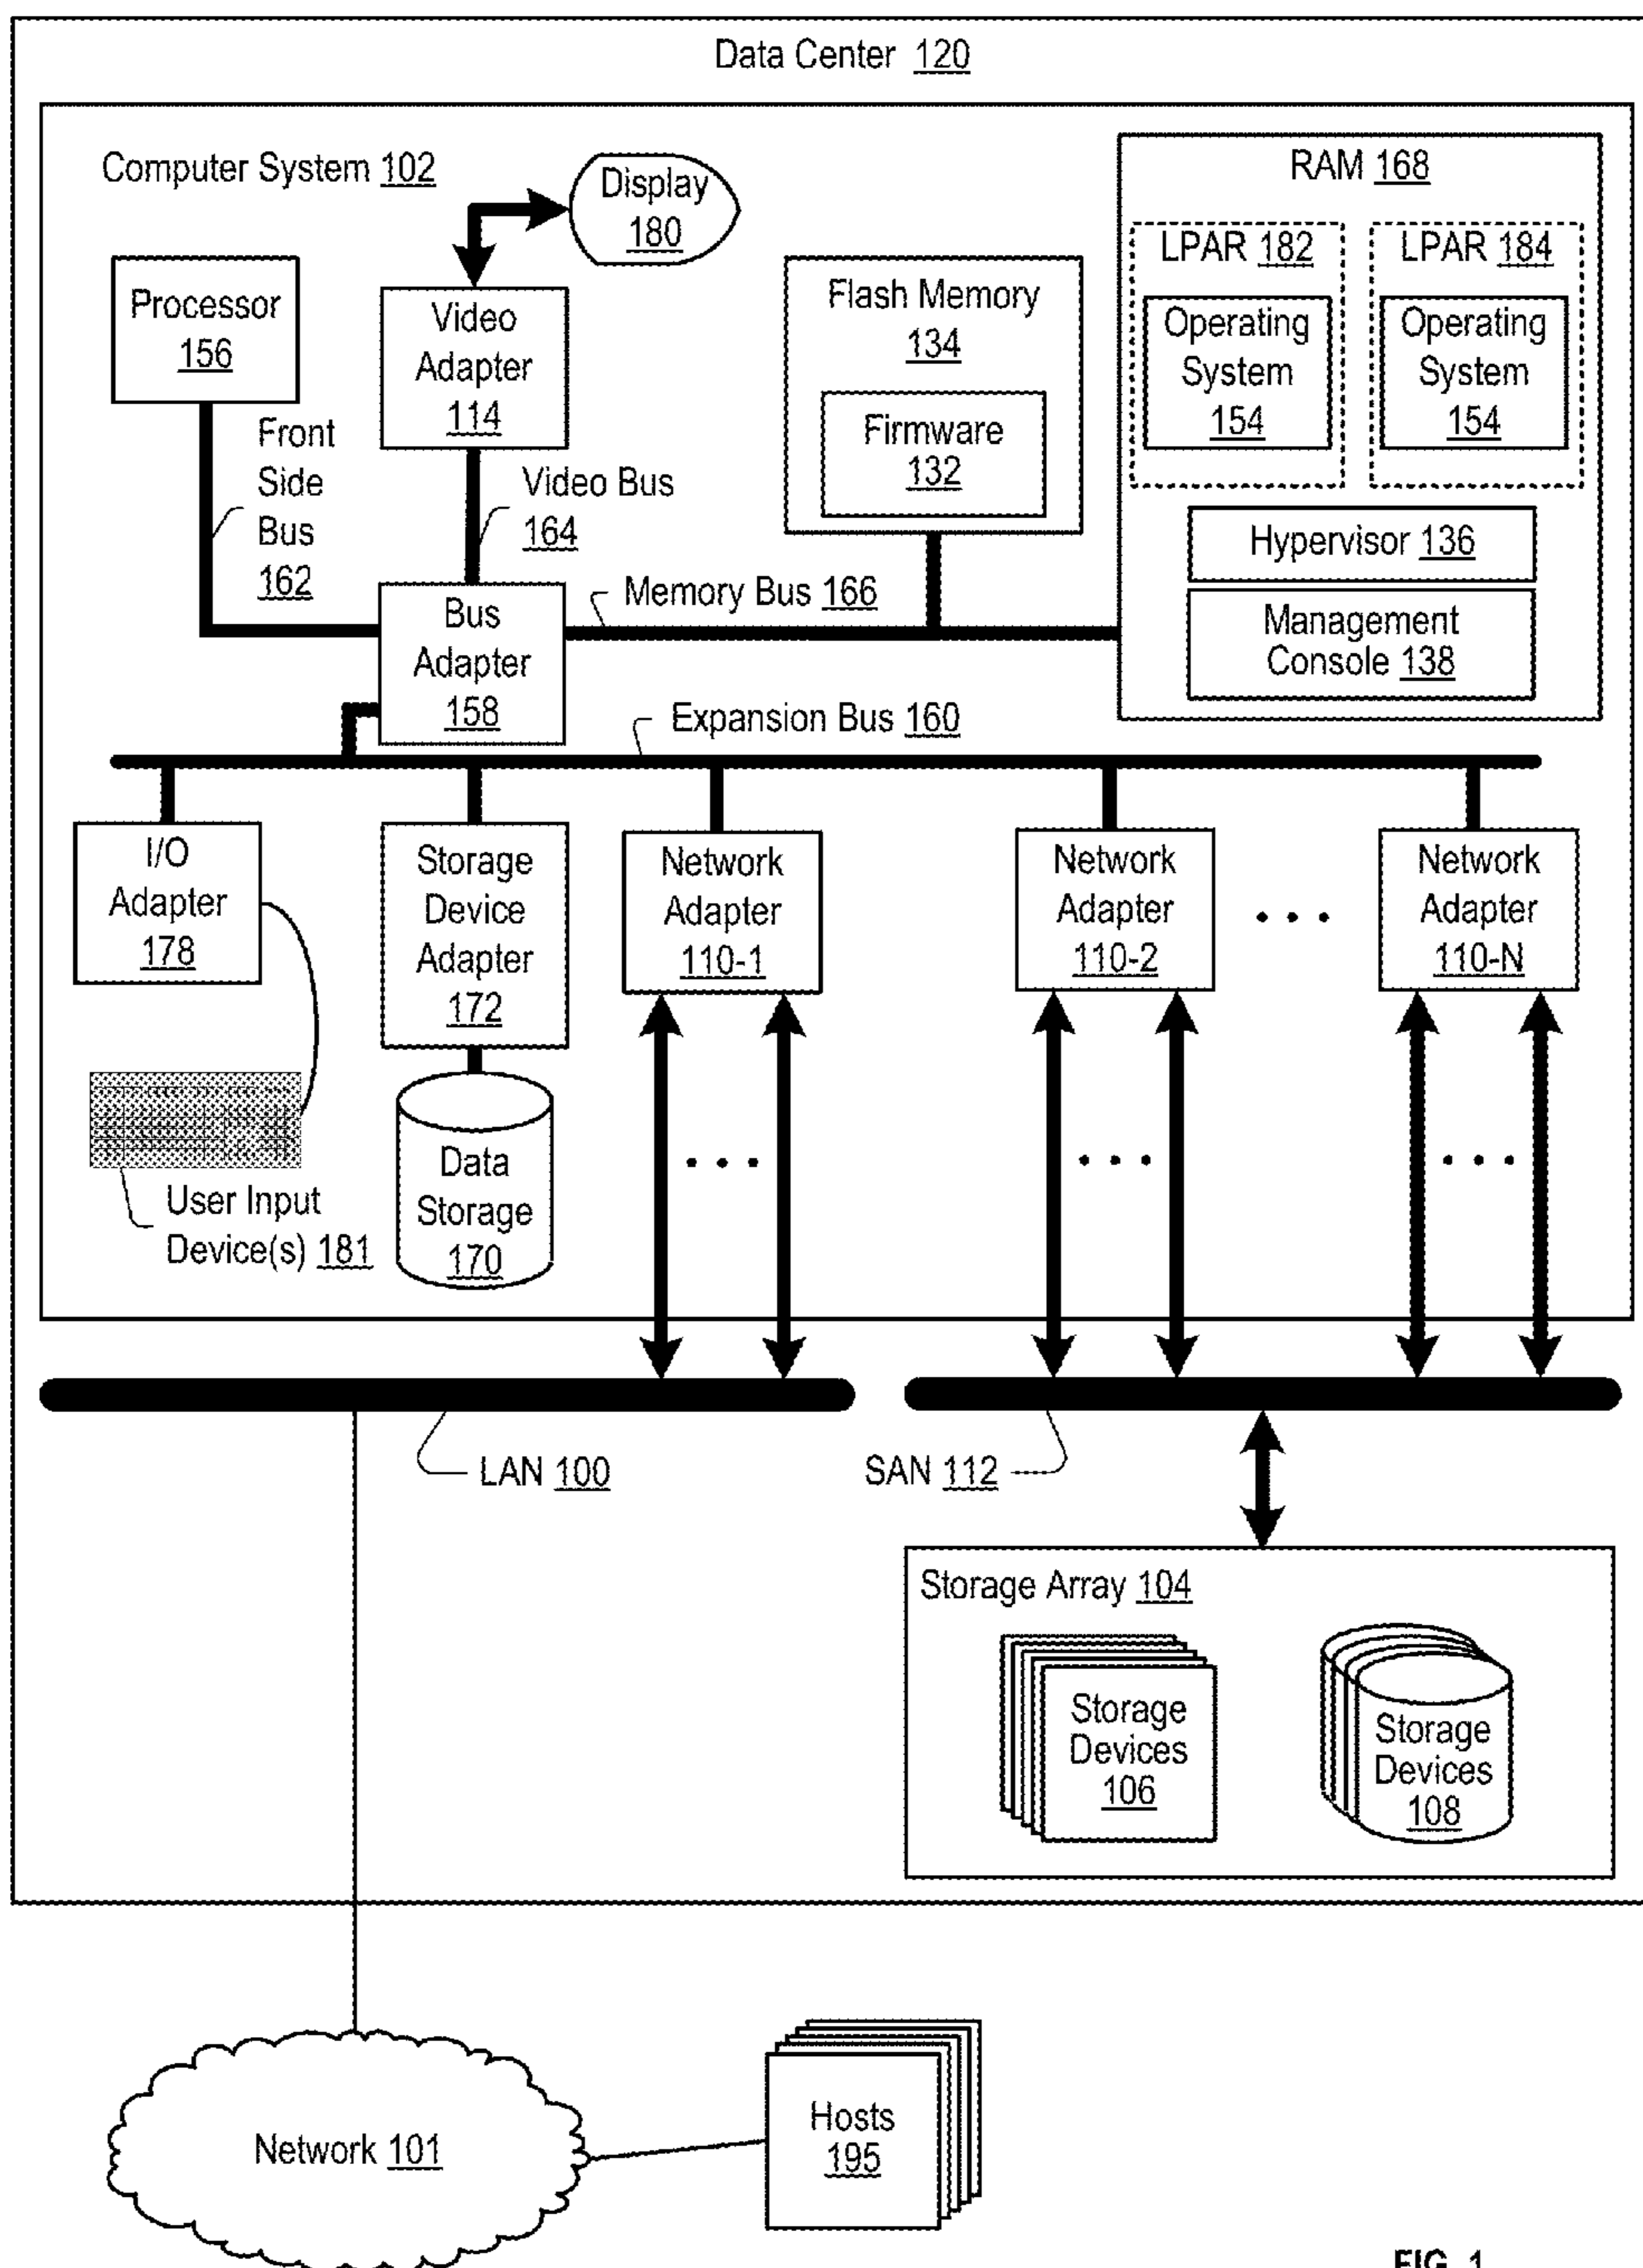 Data Center 120
Computer System 102
Display
180
RAM 168
LPAR 182
LPAR 184
Operating
System
154
Operating
System
154
Hypervisor 136
Management
Console 138
Processor
156
Video
Adapter
114
Flash Memory
134
Firmware
132
Front
Side
Bus
162
Video Bus
164
Memory Bus 166
Bus
Adapter
158
Expansion Bus 160
I/O
Adapter
178
Storage
Device
Adapter
172
Network
Adapter
110-1
Network
Adapter
110-2
. . .
Network
Adapter
110-N
. . .
. . .
. . .
User Input
Device(s) 181
Data
Storage
170
LAN 100
SAN 112
Storage Array 104
Storage
Devices
106
Storage
Devices
108
Network 101
Hosts
195
FIG. 1